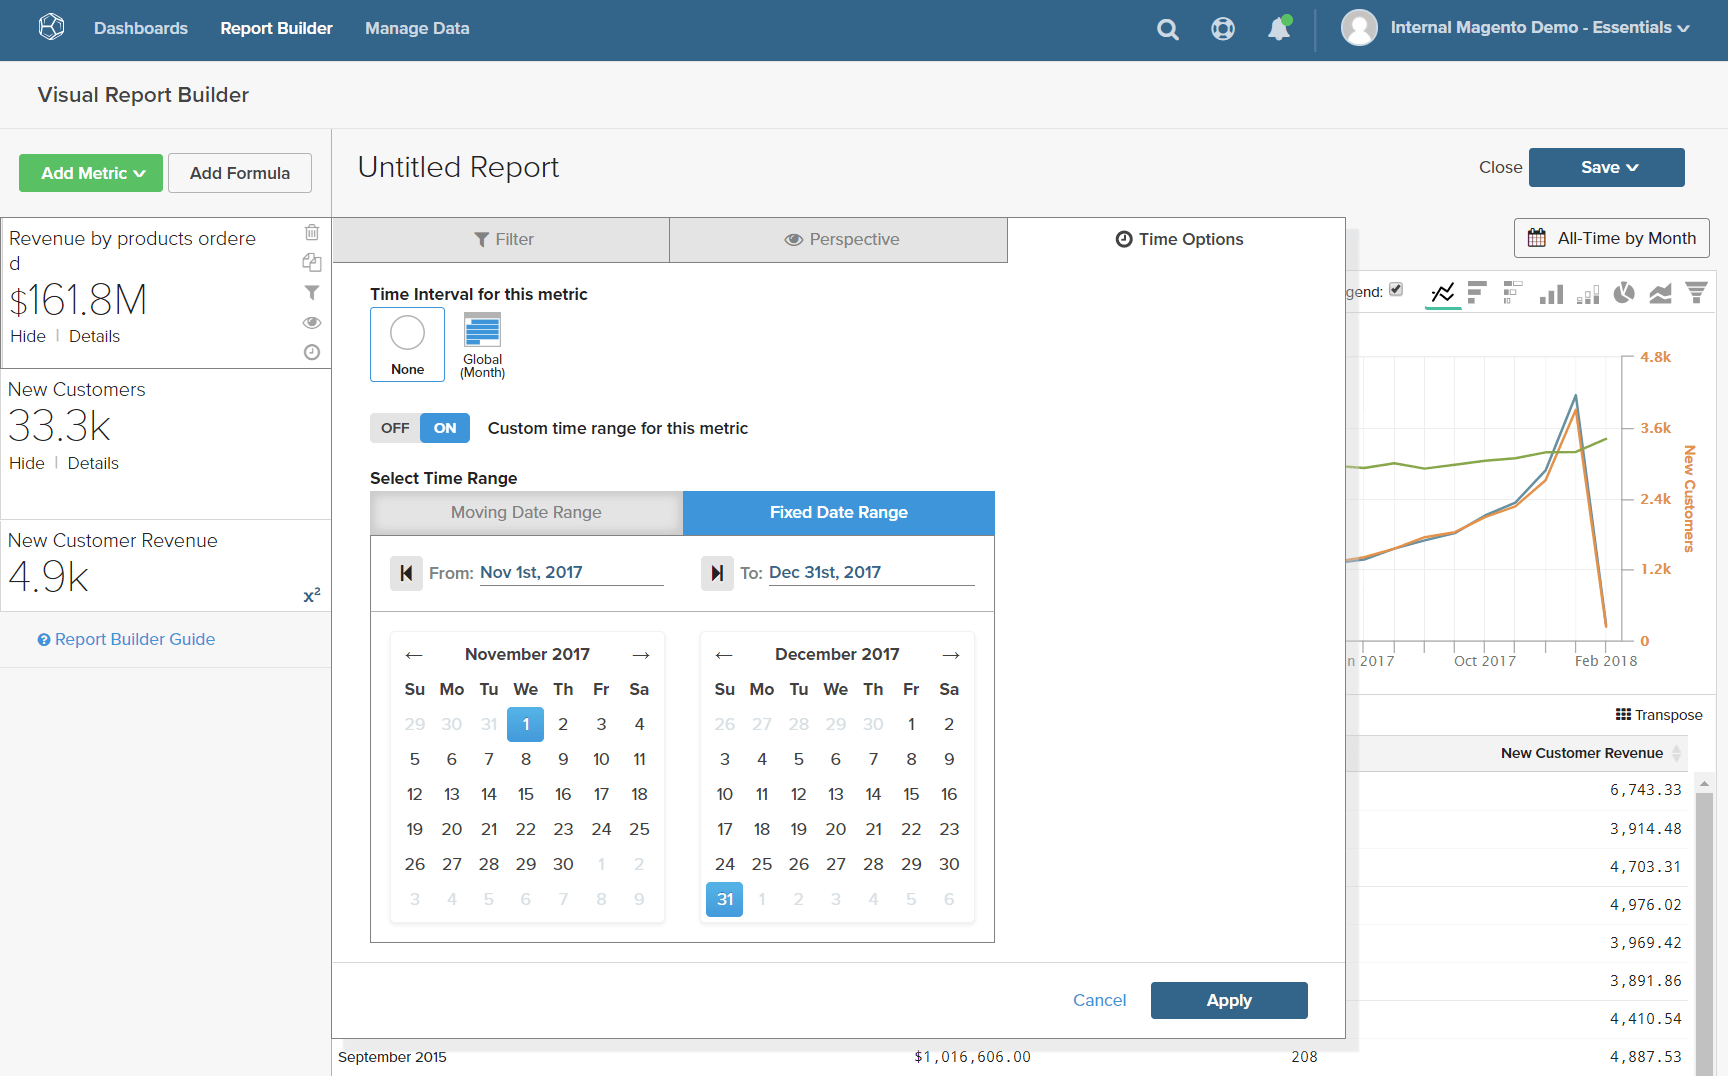 Dashboards Report Builder Manage Data
Internal Magento Demo - Essentials
Visual Report Builder
Add Metric Add Formula
Untitled Report
Close Save
Revenue by products ordere
d
$161.8M
Hide | Details
New Customers
33.3k
Hide | Details
New Customer Revenue
4.9k
x²
Report Builder Guide
Filter Perspective Time Options
All-Time by Month
gend:
Time Interval for this metric
None
Global
(Month)
OFF ON Custom time range for this metric
Select Time Range
Moving Date Range Fixed Date Range
From: Nov 1st, 2017 To: Dec 31st, 2017
November 2017
Su Mo Tu We Th Fr Sa
29 30 31 1 2 3 4
5 6 7 8 9 10 11
12 13 14 15 16 17 18
19 20 21 22 23 24 25
26 27 28 29 30 1 2
3 4 5 6 7 8 9
December 2017
Su Mo Tu We Th Fr Sa
26 27 28 29 30 1 2
3 4 5 6 7 8 9
10 11 12 13 14 15 16
17 18 19 20 21 22 23
24 25 26 27 28 29 30
31 1 2 3 4 5 6
Cancel Apply
4.8k
3.6k
2.4k
1.2k
0
New Customers
n 2017 Oct 2017 Feb 2018
Transpose
New Customer Revenue
6,743.33
3,914.48
4,703.31
4,976.02
3,969.42
3,891.86
4,410.54
September 2015 $1,016,606.00 208 4,887.53